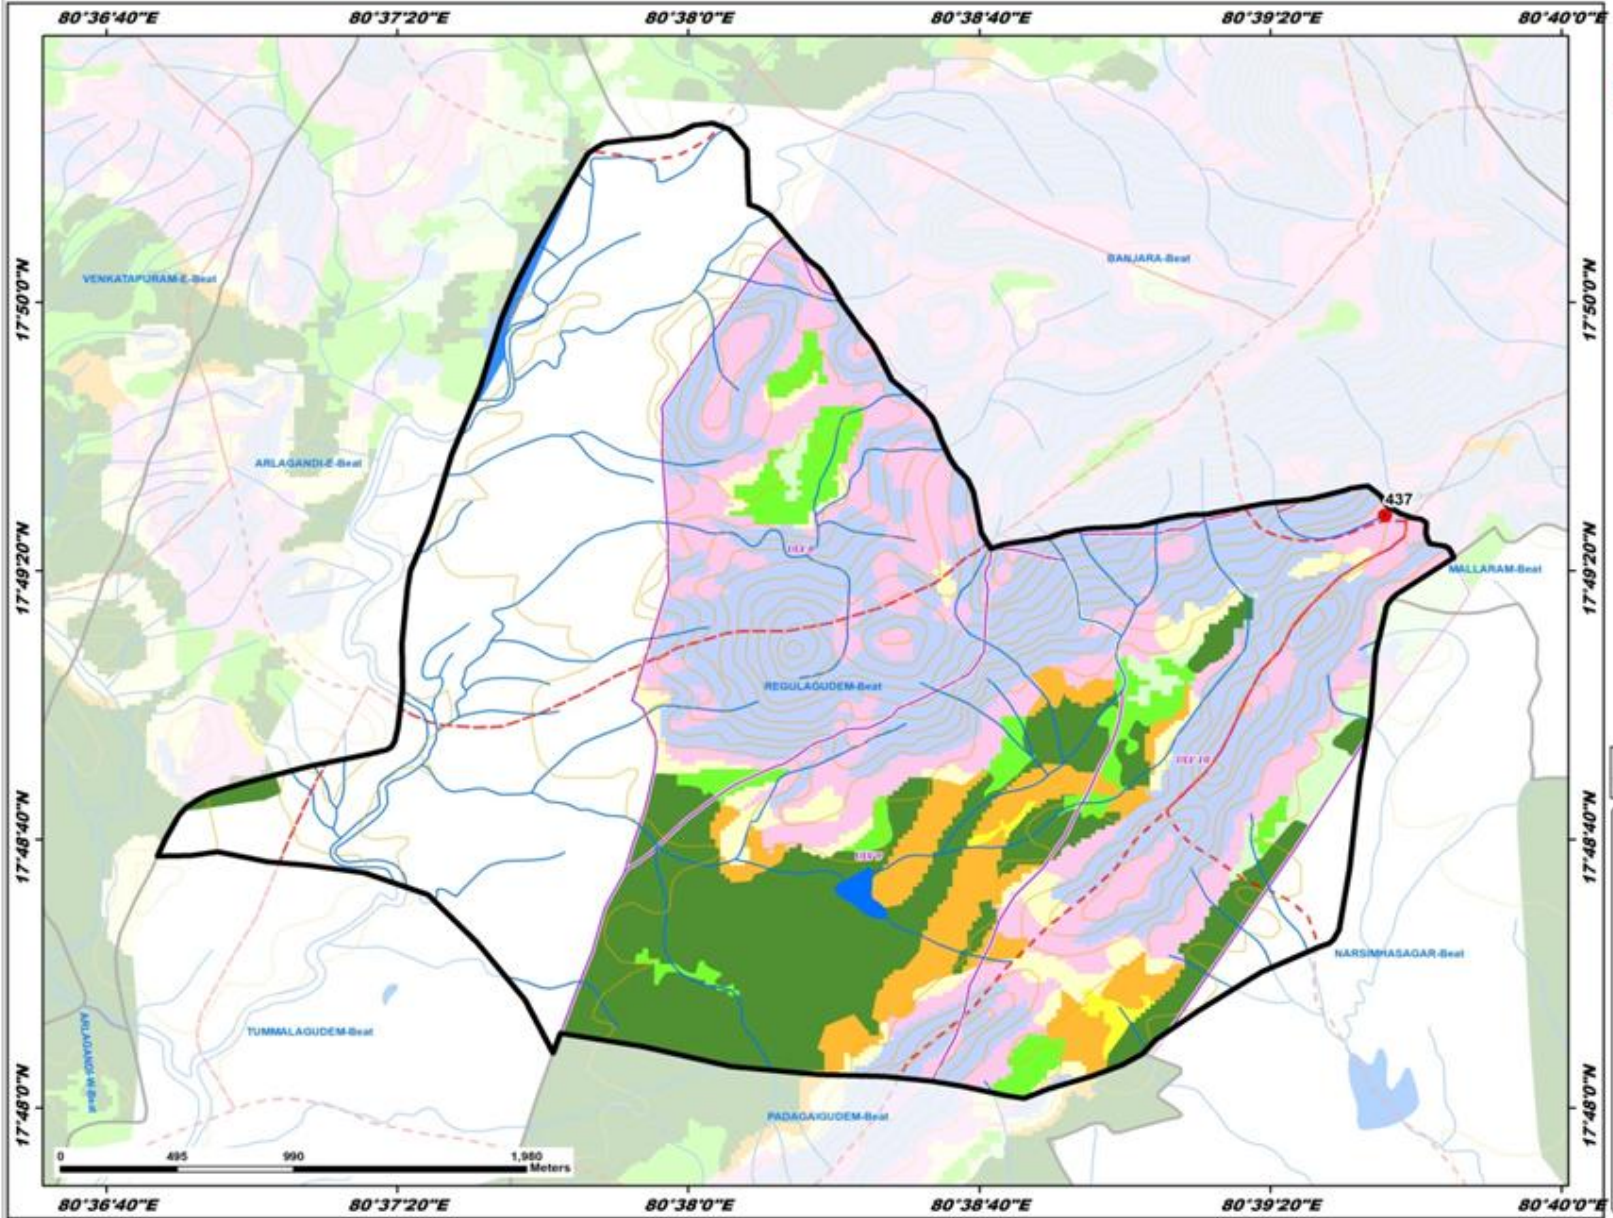 80°36'40"E 80°37'20"E 80°38'0"E 80°38'40"E 80°39'20"E 80°40'0"E
BANJARA-Beat
VENKATAPURAM-E-Beat
17°50'0"N 17°50'0"N
ARLAGANDI-E-Beat
437
17°49'20"N 17°49'20"N
MALLARAM-Beat
REGULAGUDEM-Beat
17°48'40"N 17°48'40"N
NARSIMHASAGAR-Beat
TUMMALAGUDEM-Beat
ARLAGANDI-W-Beat
17°48'0"N 17°48'0"N
PADAGAIGUDEM-Beat
0 495 990 1,980
Meters
80°36'40"E 80°37'20"E 80°38'0"E 80°38'40"E 80°39'20"E 80°40'0"E